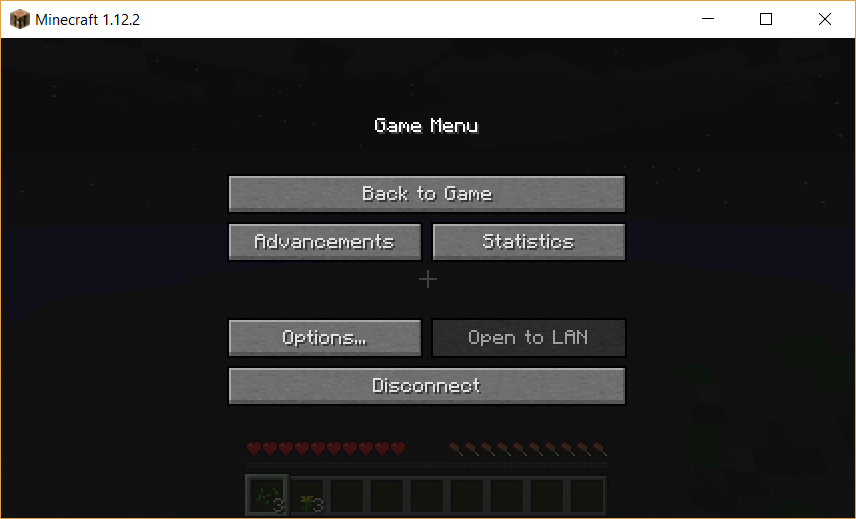 Minecraft 1.12.2
Game Menu
Back to Game
Advancements
Statistics
Options...
Open to LAN
Disconnect
3
3